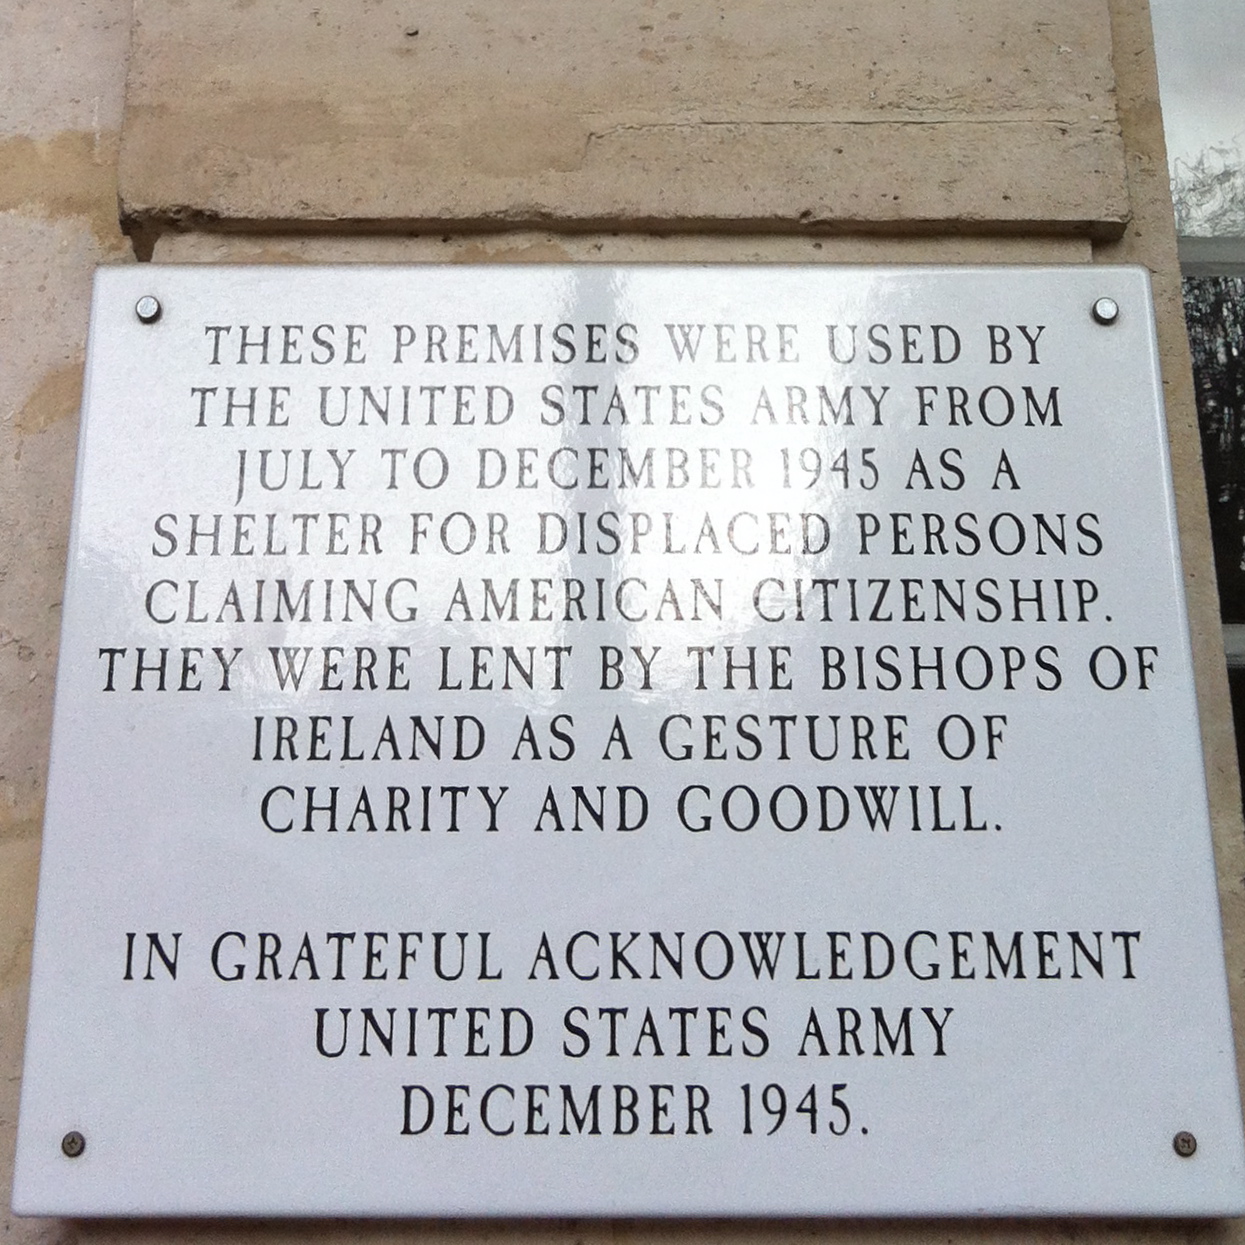 THESE PREMISES WERE USED BY
THE UNITED STATES ARMY FROM
JULY TO DECEMBER 1945 AS A
SHELTER FOR DISPLACED PERSONS
CLAIMING AMERICAN CITIZENSHIP.
THEY WERE LENT BY THE BISHOPS OF
IRELAND AS A GESTURE OF
CHARITY AND GOODWILL.
IN GRATEFUL ACKNOWLEDGEMENT
UNITED STATES ARMY
DECEMBER 1945.